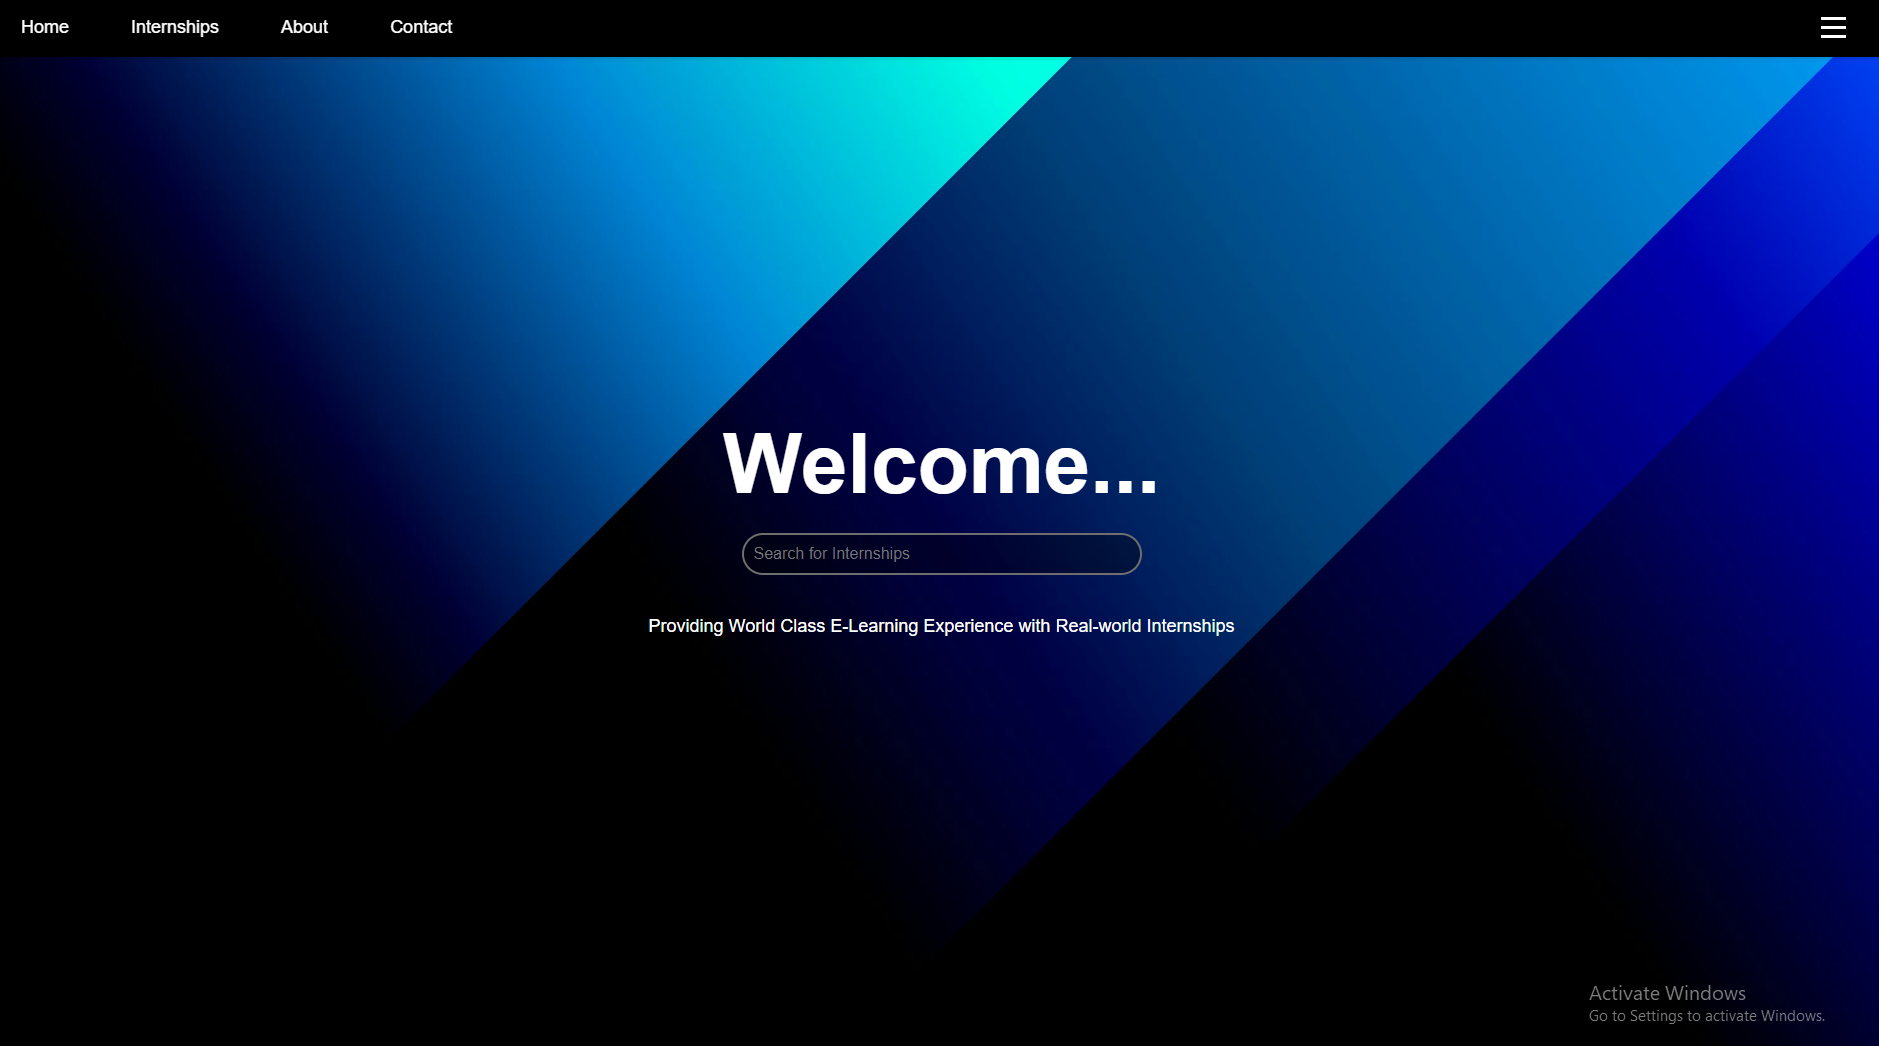 Home Internships About Contact
Welcome...
Search for Internships
Providing World Class E-Learning Experience with Real-world Internships
Activate Windows
Go to Settings to activate Windows.